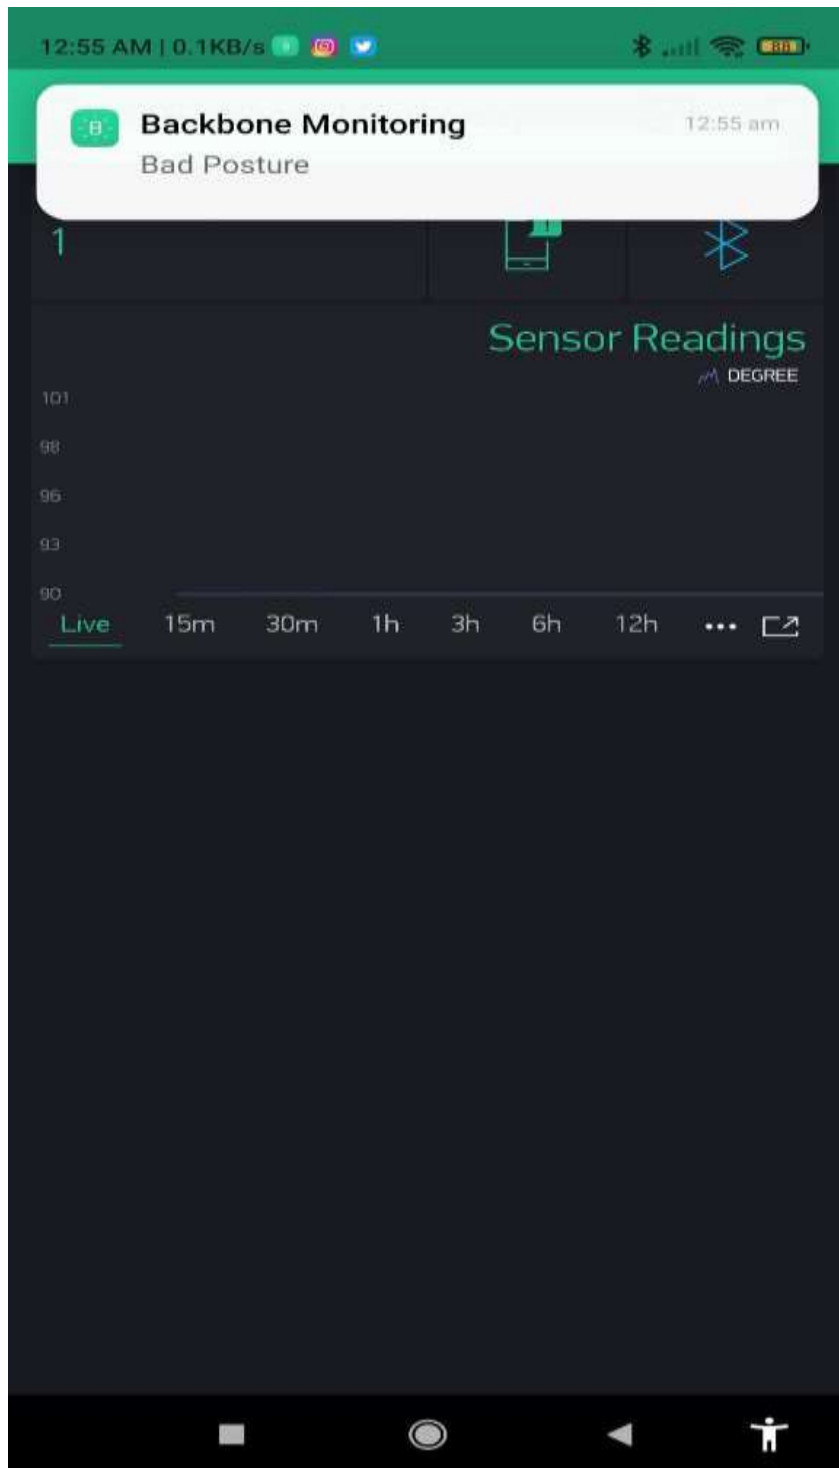 12:55 AM | 0.1KB/s
88
Backbone Monitoring 12:55 am
Bad Posture
1
Sensor Readings
DEGREE
101
98
96
93
90
Live 15m 30m 1h 3h 6h 12h